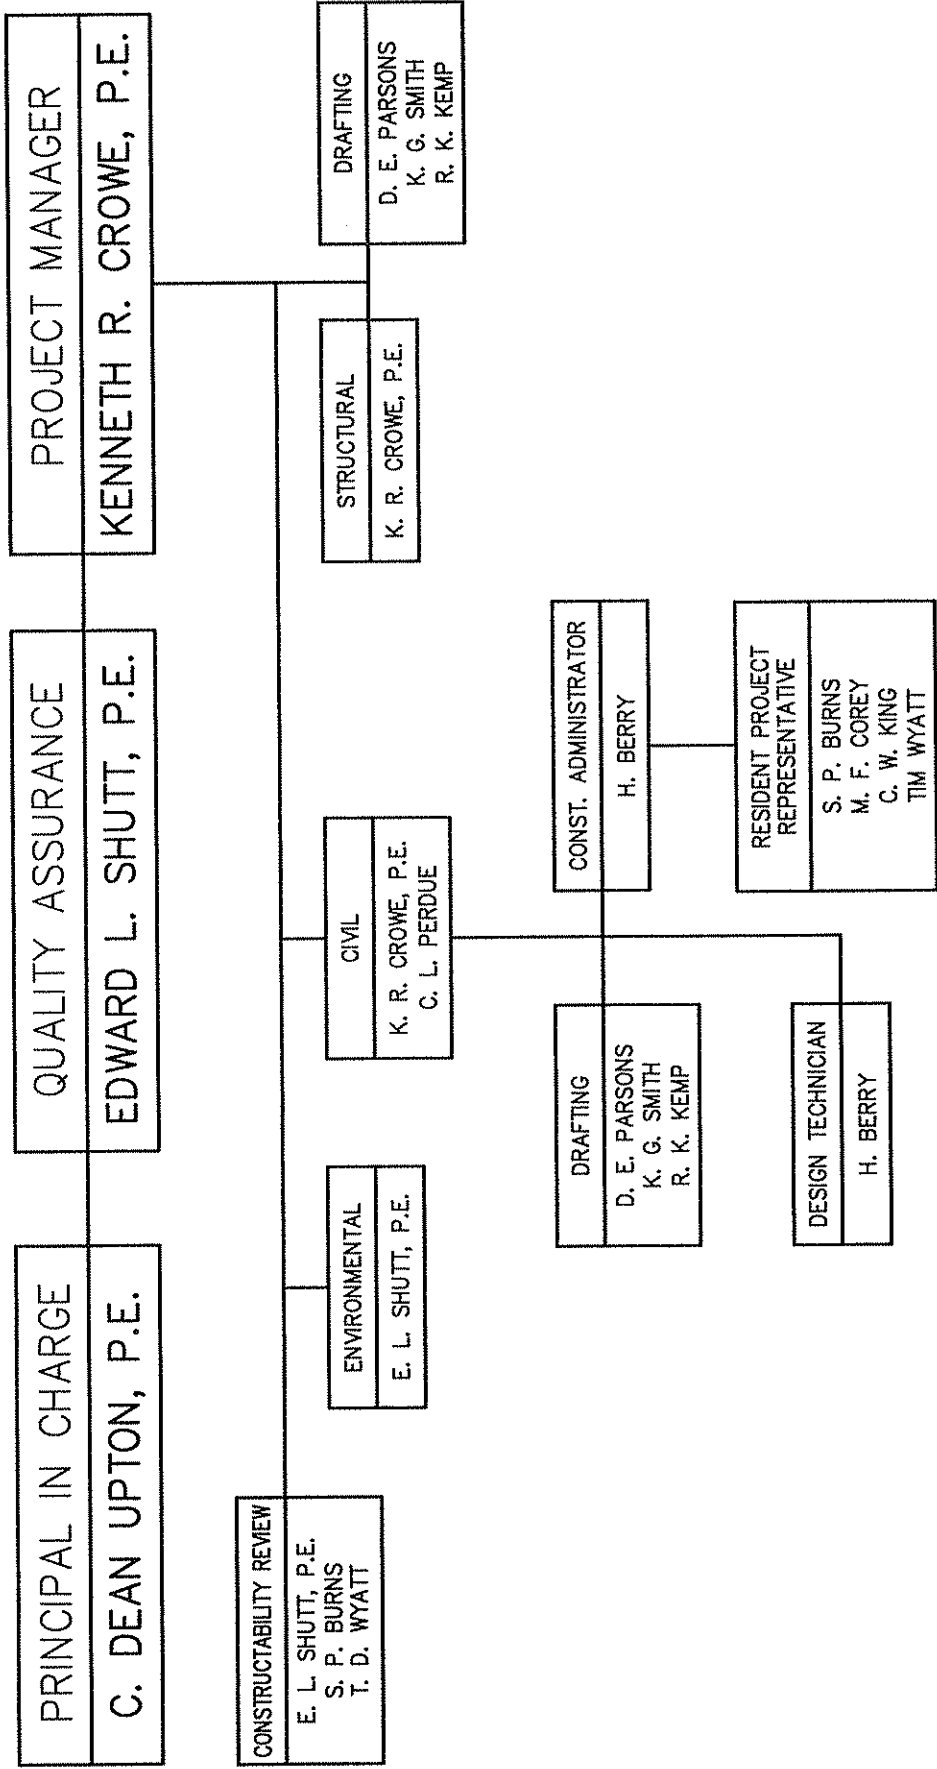 PRINCIPAL IN CHARGE
C. DEAN UPTON, P.E.
QUALITY ASSURANCE
EDWARD L. SHUTT, P.E.
PROJECT MANAGER
KENNETH R. CROWE, P.E.
CONSTRUCTABILITY REVIEW
E. L. SHUTT, P.E.
S. P. BURNS
T. D. WYATT
ENVIRONMENTAL
E. L. SHUTT, P.E.
CIVIL
K. R. CROWE, P.E.
C. L. PERDUE
STRUCTURAL
K. R. CROWE, P.E.
DRAFTING
D. E. PARSONS
K. G. SMITH
R. K. KEMP
DRAFTING
D. E. PARSONS
K. G. SMITH
R. K. KEMP
CONST. ADMINISTRATOR
H. BERRY
DESIGN TECHNICIAN
H. BERRY
RESIDENT PROJECT
REPRESENTATIVE
S. P. BURNS
M. F. COREY
C. W. KING
TIM WYATT